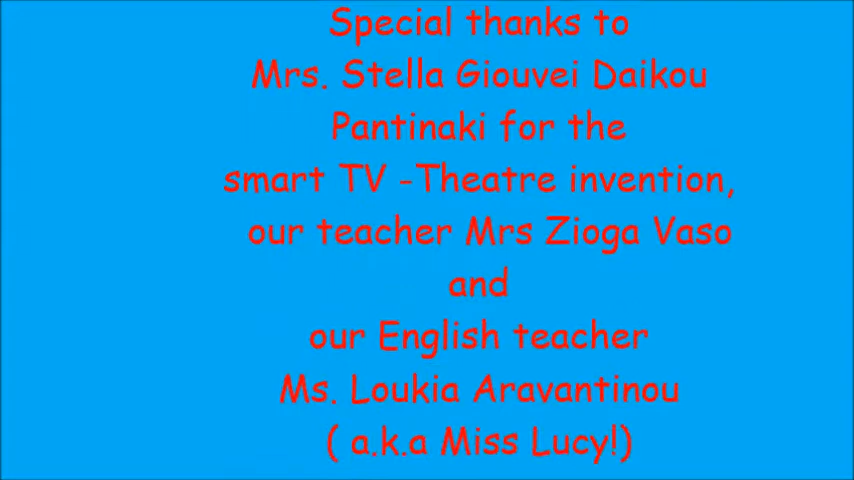 Special thanks to
Mrs. Stella Giouvei Daikou
Pantinaki for the
smart TV -Theatre invention,
our teacher Mrs Zioga Vaso
and
our English teacher
Ms. Loukia Aravantinou
( a.k.a Miss Lucy!)